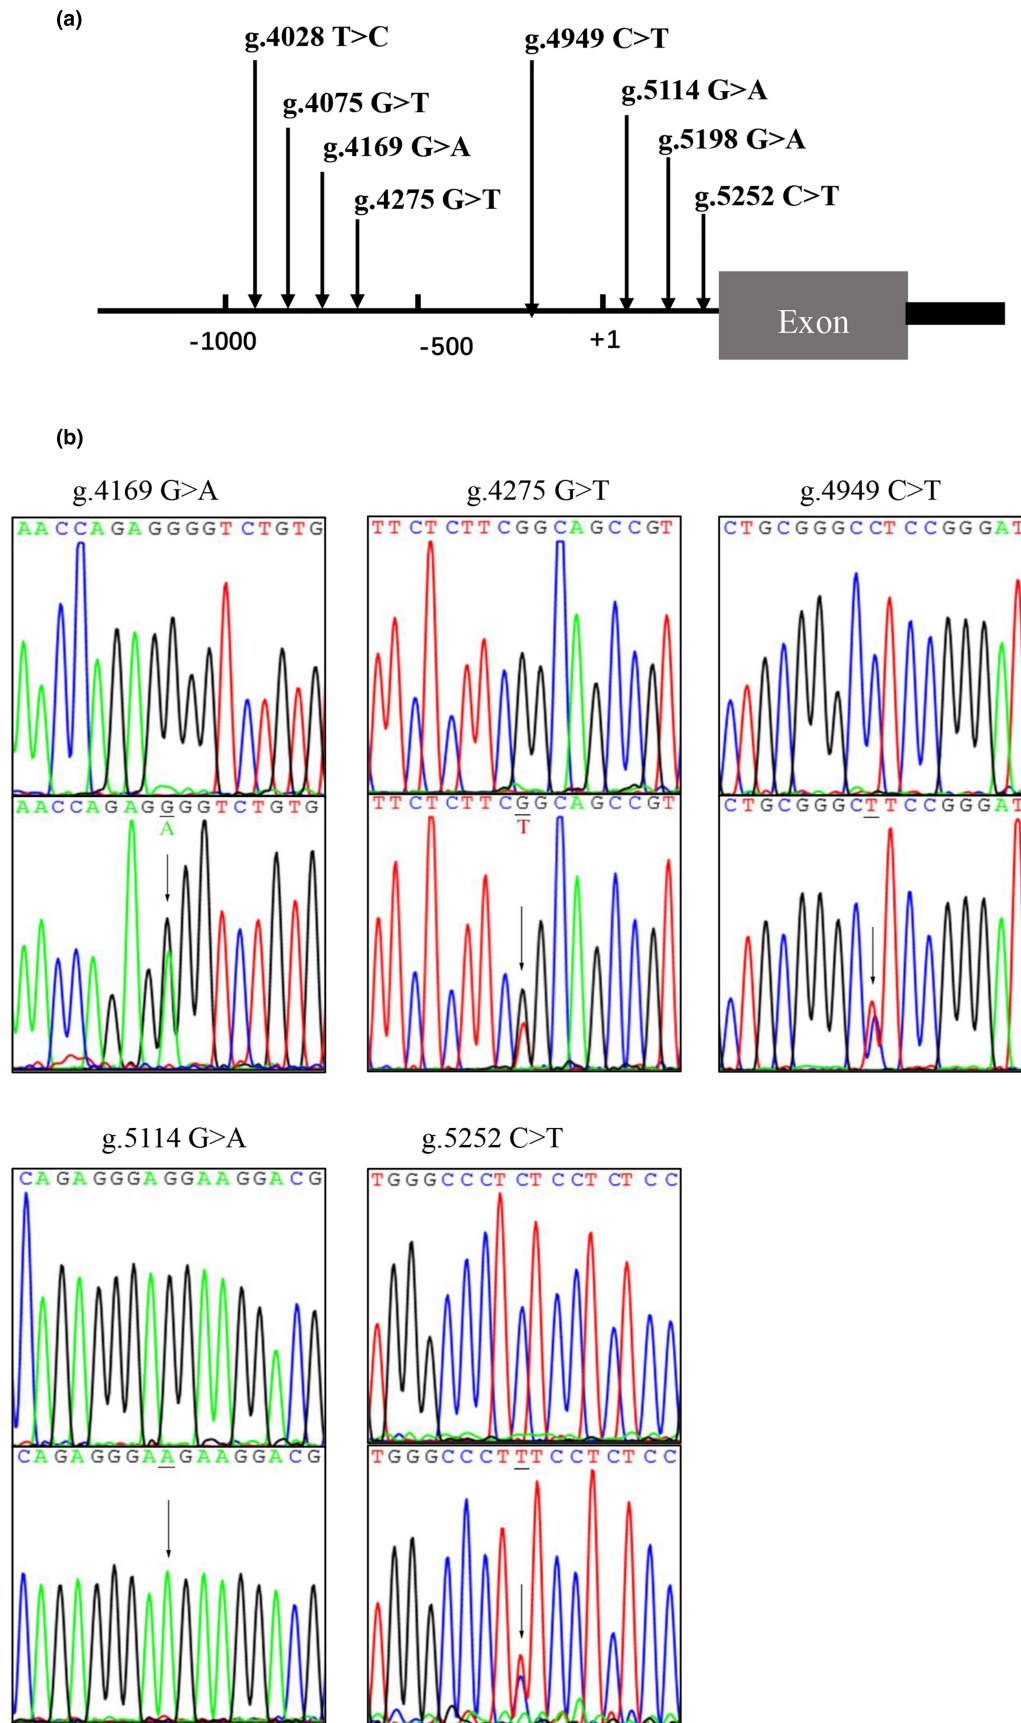 (a)
g.4028 T>C
g.4949 C>T
g.4075 G>T
g.5114 G>A
g.4169 G>A
g.5198 G>A
g.4275 G>T
g.5252 C>T
-1000
-500
+1
Exon
(b)
g.4169 G>A
g.4275 G>T
g.4949 C>T
AACCAGAGGGGTCTGTG
TTCTCTTCGGCAGCCGT
CTGCGGGCCTCCGGGAT
AACCAGAGGGGTCTGTG
A
TTCTCTTCGGCAGCCGT
T
CTGCGGGCTTCCGGGAT
g.5114 G>A
g.5252 C>T
CAGAGGGAGGAAGGACG
TGGGCCCTCTCCTCTCC
CAGAGGGAAGAAGGACG
TGGGCCCTTTCCTCTCC